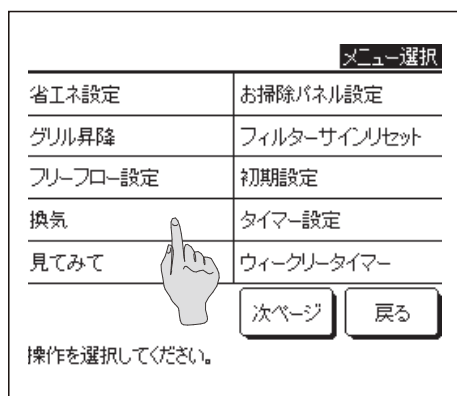 メニュー選択
省エネ設定 お掃除パネル設定
グリル昇降 フィルターサインリセット
フリーフロー設定 初期設定
換気 タイマー設定
見てみて ウィークリータイマー
次ページ 戻る
操作を選択してください。